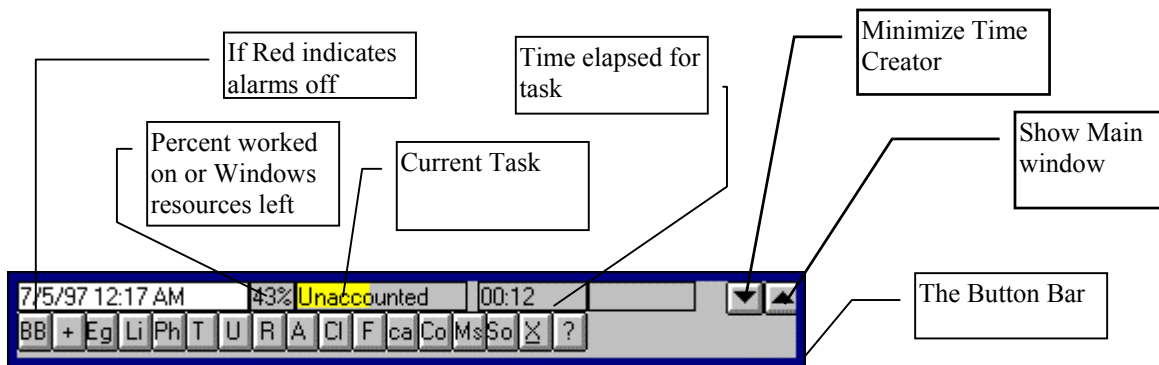 If Red indicates
alarms off
Time elapsed for
task
Minimize Time
Creator
Percent worked
on or Windows
resources left
Current Task
Show Main
window
The Button Bar
7/5/97 12:17 AM 43% Unaccounted 00:12
BB + Eg Li Ph T U R A Cl F ca Co Ms So X ?